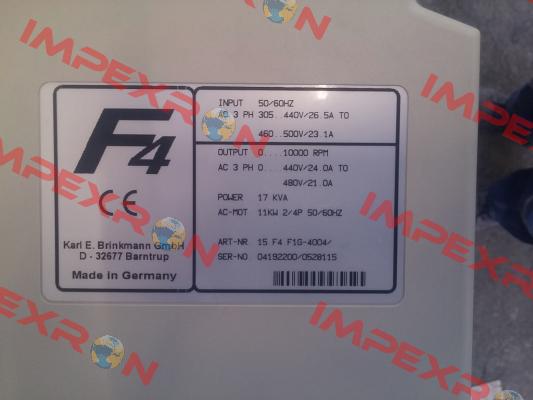 IMPEXRON
IMPEXRON
IMPEXRON
F4
CE
Karl E. Brinkmann GmbH
D - 32677 Barntrup
Made in Germany
INPUT 50/60HZ
AC 3 PH 305..440V/26.5A TO
460..500V/23.1A
OUTPUT 0....10000 RPM
AC 3 PH 0....440V/24.0A TO
480V/21.0A
POWER 17 KVA
AC-MOT 11KW 2/4P 50/60HZ
ART-NR. 15 F4 F1G-4004/
SER-NO 04192200/0528115
IMPEXRON
IMPEXRON
IMPEXRON